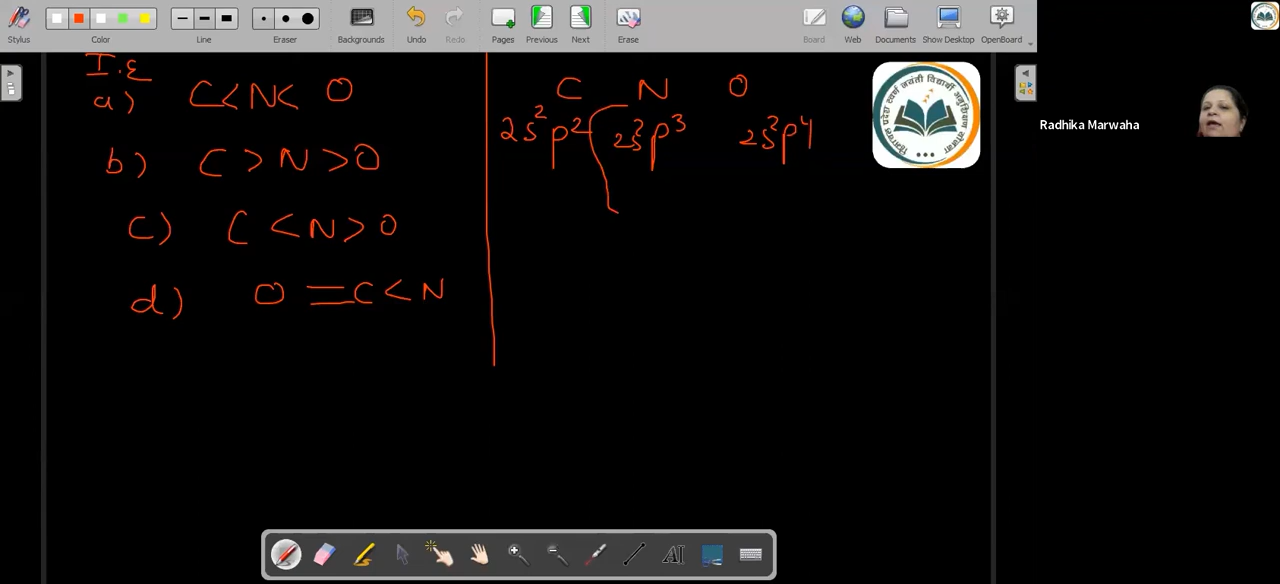 Stylus
Color
Line
Eraser
Backgrounds
Undo
Redo
Pages
Previous
Next
Erase
Board
Web
Documents
Show Desktop
OpenBoard
I.ε
a) C < N < O
b) C > N > O
c) C < N > O
d) O = C < N
C N O
2s²p² 2s²p³ 2s²p⁴
Radhika Marwaha
AI